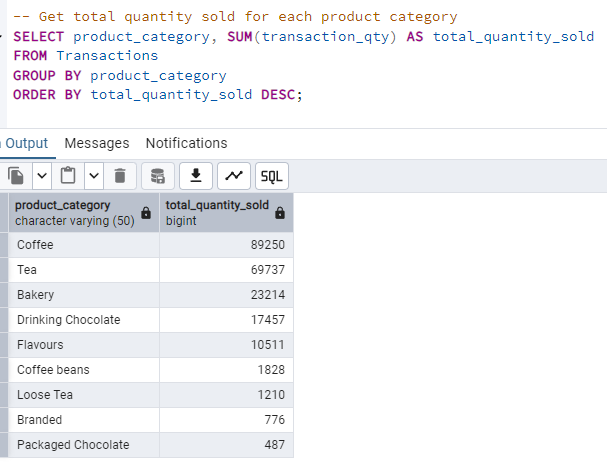 -- Get total quantity sold for each product category
SELECT product_category, SUM(transaction_qty) AS total_quantity_sold
FROM Transactions
GROUP BY product_category
ORDER BY total_quantity_sold DESC;
Output Messages Notifications
SQL
product_category total_quantity_sold
character varying (50) bigint
Coffee 89250
Tea 69737
Bakery 23214
Drinking Chocolate 17457
Flavours 10511
Coffee beans 1828
Loose Tea 1210
Branded 776
Packaged Chocolate 487